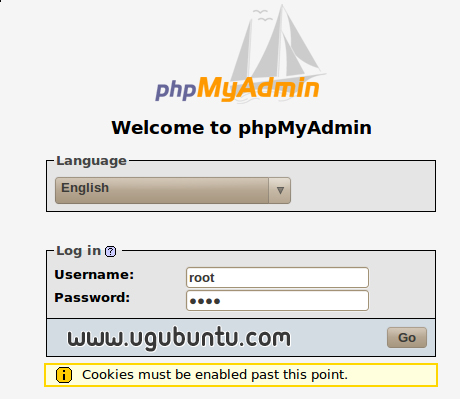 phpMyAdmin
Welcome to phpMyAdmin
Language
English
Log in ?
Username: root
Password: ●●●●
www.ugubuntu.com Go
i Cookies must be enabled past this point.